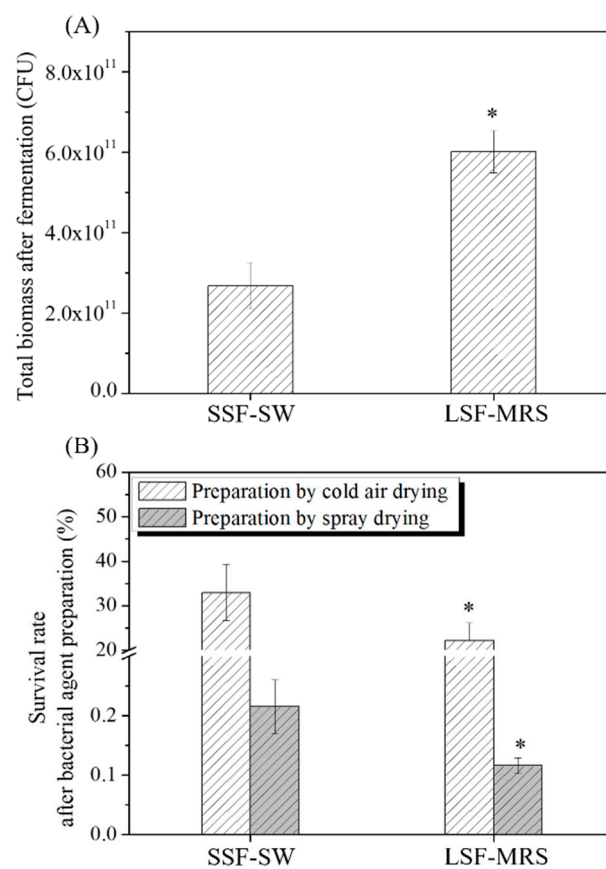 (A)
Total biomass after fermentation (CFU)
8.0x10¹¹
6.0x10¹¹
4.0x10¹¹
2.0x10¹¹
0.0
*
SSF-SW
LSF-MRS
(B)
Survival rate
after bacterial agent preparation (%)
60
50
40
30
20
0.2
0.1
0.0
Preparation by cold air drying
Preparation by spray drying
*
*
SSF-SW
LSF-MRS